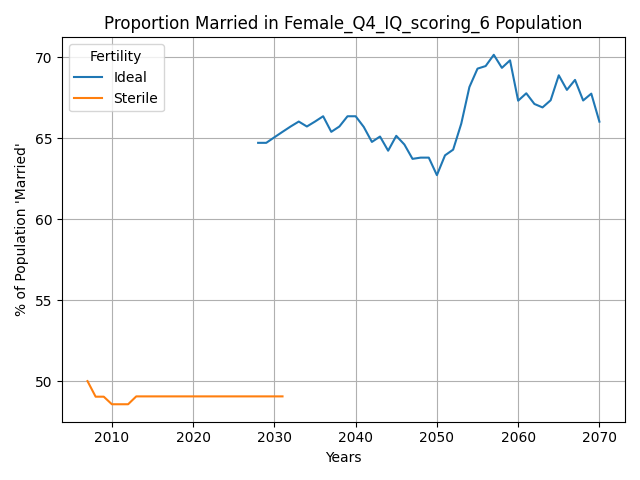 Proportion Married in Female_Q4_IQ_scoring_6 Population
Fertility
Ideal
Sterile
% of Population 'Married'
70
65
60
55
50
2010 2020 2030 2040 2050 2060 2070
Years